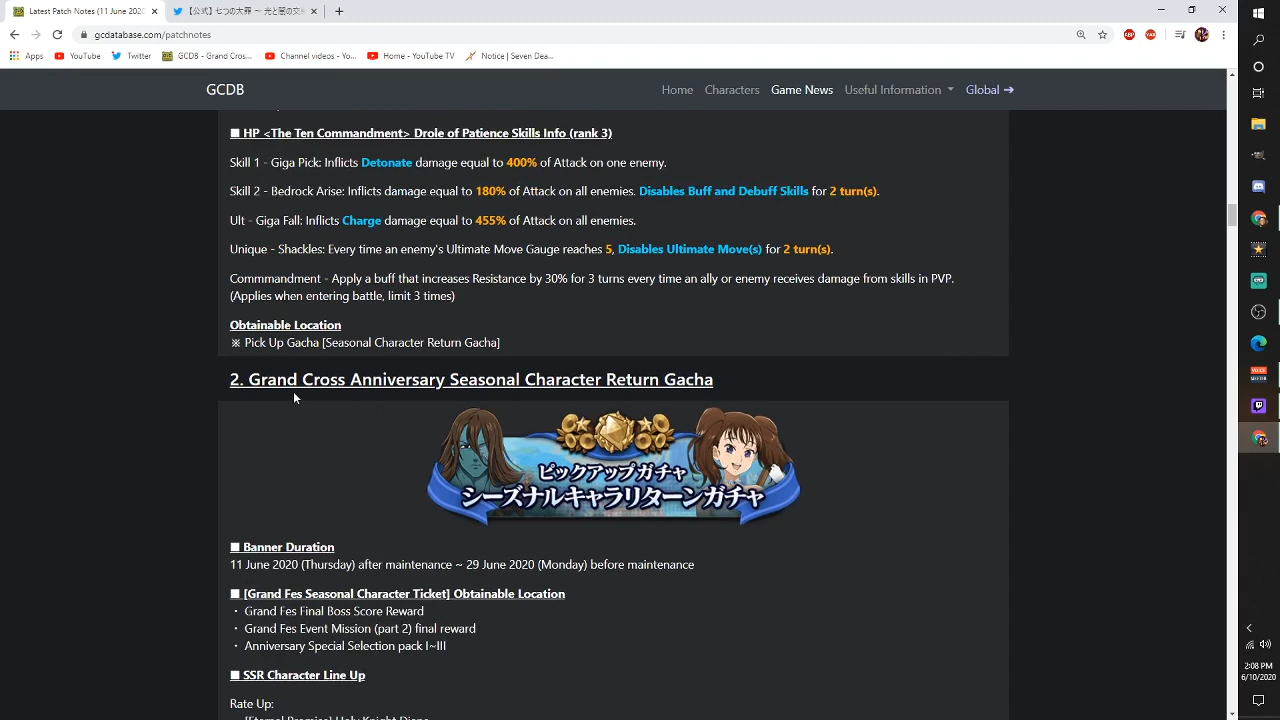 Latest Patch Notes (11 June 2020)
【公式】七つの大罪 ～ 光と闇の交
gcdatabase.com/patchnotes
Apps YouTube Twitter GCDB - Grand Cros... Channel videos - Yo... Home - YouTube TV Notice | Seven Dea...
GCDB Home Characters Game News Useful Information Global ➔
■ HP <The Ten Commandment> Drole of Patience Skills Info (rank 3)
Skill 1 - Giga Pick: Inflicts Detonate damage equal to 400% of Attack on one enemy.
Skill 2 - Bedrock Arise: Inflicts damage equal to 180% of Attack on all enemies. Disables Buff and Debuff Skills for 2 turn(s).
Ult - Giga Fall: Inflicts Charge damage equal to 455% of Attack on all enemies.
Unique - Shackles: Every time an enemy's Ultimate Move Gauge reaches 5, Disables Ultimate Move(s) for 2 turn(s).
Commmandment - Apply a buff that increases Resistance by 30% for 3 turns every time an ally or enemy receives damage from skills in PVP.
(Applies when entering battle, limit 3 times)
Obtainable Location
※ Pick Up Gacha [Seasonal Character Return Gacha]
2. Grand Cross Anniversary Seasonal Character Return Gacha
ピックアップガチャ
シーズナルキャラリターンガチャ
■ Banner Duration
11 June 2020 (Thursday) after maintenance ~ 29 June 2020 (Monday) before maintenance
■ [Grand Fes Seasonal Character Ticket] Obtainable Location
・ Grand Fes Final Boss Score Reward
・ Grand Fes Event Mission (part 2) final reward
・ Anniversary Special Selection pack I~III
■ SSR Character Line Up
Rate Up:
[Eternal Promise] Holy Knight Diane
ABP
VAX
VOICE
MEETER
2:08 PM
6/10/2020